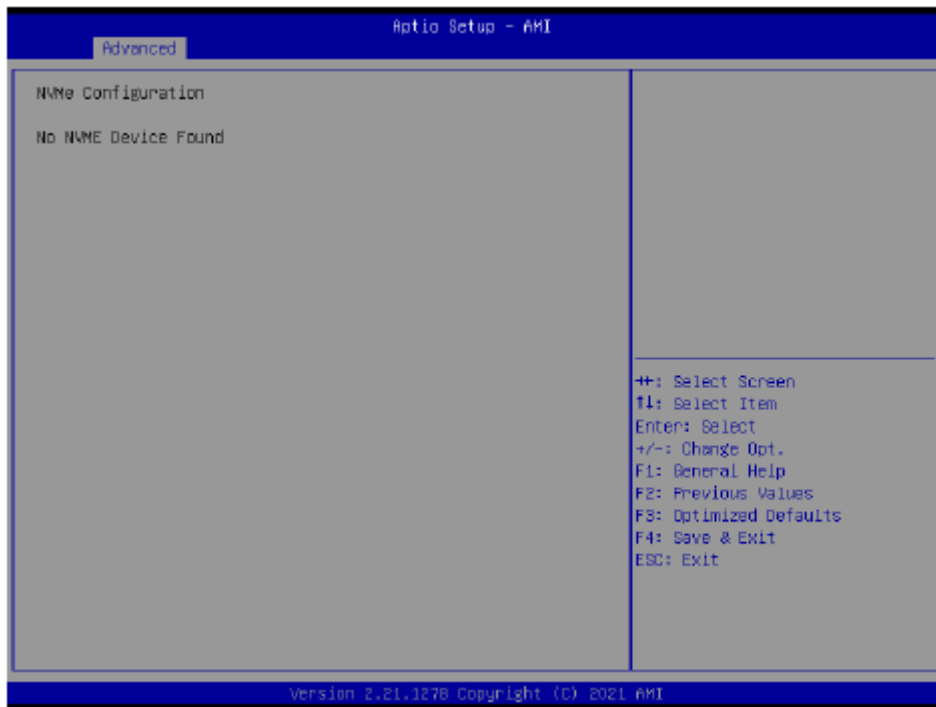 Aptio Setup - AMI
Advanced
NVMe Configuration
No NVME Device Found
→←: Select Screen
↑↓: Select Item
Enter: Select
+/-: Change Opt.
F1: General Help
F2: Previous Values
F3: Optimized Defaults
F4: Save & Exit
ESC: Exit
Version 2.21.1278 Copyright (C) 2021 AMI